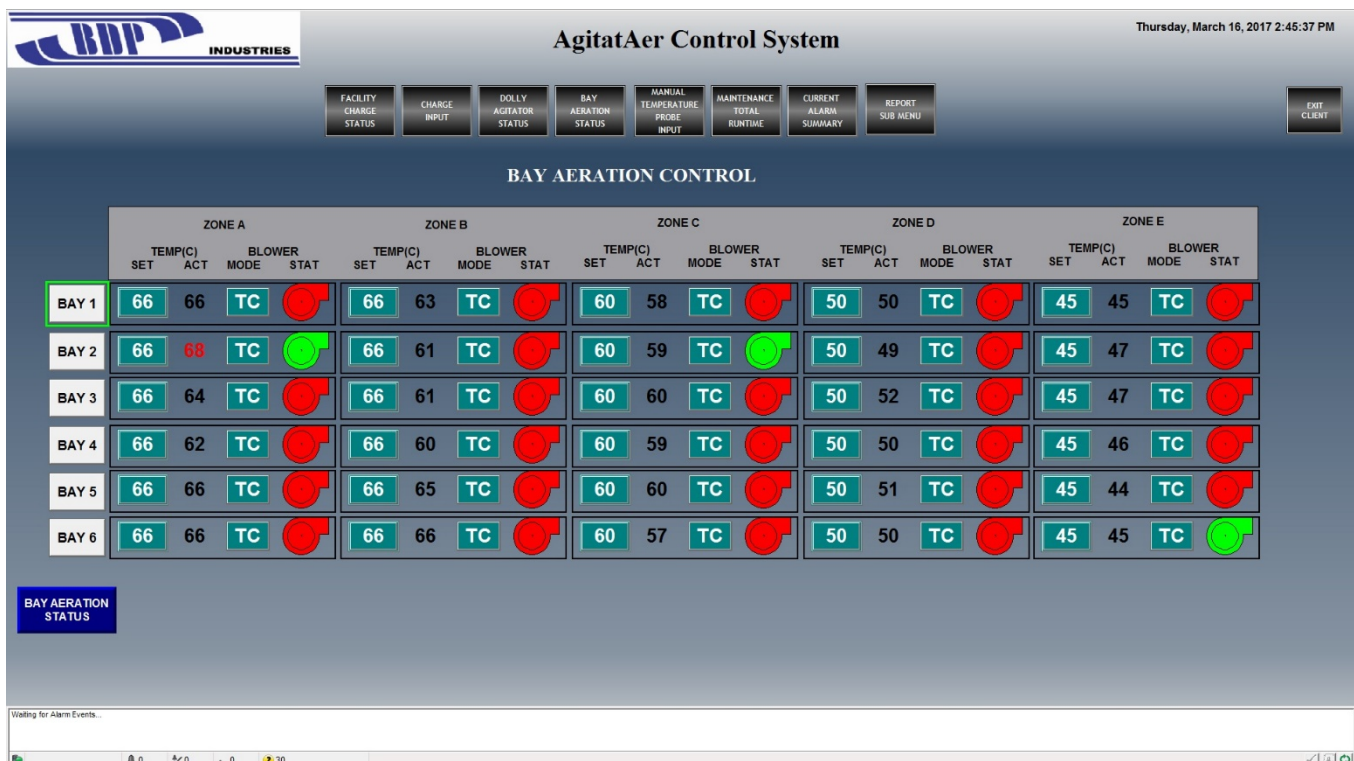 BDP INDUSTRIES
AgitatAer Control System
Thursday, March 16, 2017 2:45:37 PM
FACILITY CHARGE STATUS
CHARGE INPUT
DOLLY AGITATOR STATUS
BAY AERATION STATUS
MANUAL TEMPERATURE PROBE INPUT
MAINTENANCE TOTAL RUNTIME
CURRENT ALARM SUMMARY
REPORT SUB MENU
EXIT CLIENT
BAY AERATION CONTROL
ZONE A ZONE B ZONE C ZONE D ZONE E
TEMP(C) BLOWER TEMP(C) BLOWER TEMP(C) BLOWER TEMP(C) BLOWER TEMP(C) BLOWER
SET ACT MODE STAT SET ACT MODE STAT SET ACT MODE STAT SET ACT MODE STAT SET ACT MODE STAT
BAY 1 66 66 TC 66 63 TC 60 58 TC 50 50 TC 45 45 TC
BAY 2 66 68 TC 66 61 TC 60 59 TC 50 49 TC 45 47 TC
BAY 3 66 64 TC 66 61 TC 60 60 TC 50 52 TC 45 47 TC
BAY 4 66 62 TC 66 60 TC 60 59 TC 50 50 TC 45 46 TC
BAY 5 66 66 TC 66 65 TC 60 60 TC 50 51 TC 45 44 TC
BAY 6 66 66 TC 66 66 TC 60 57 TC 50 50 TC 45 45 TC
BAY AERATION
STATUS
Waiting for Alarm Events...
0 0 0 30